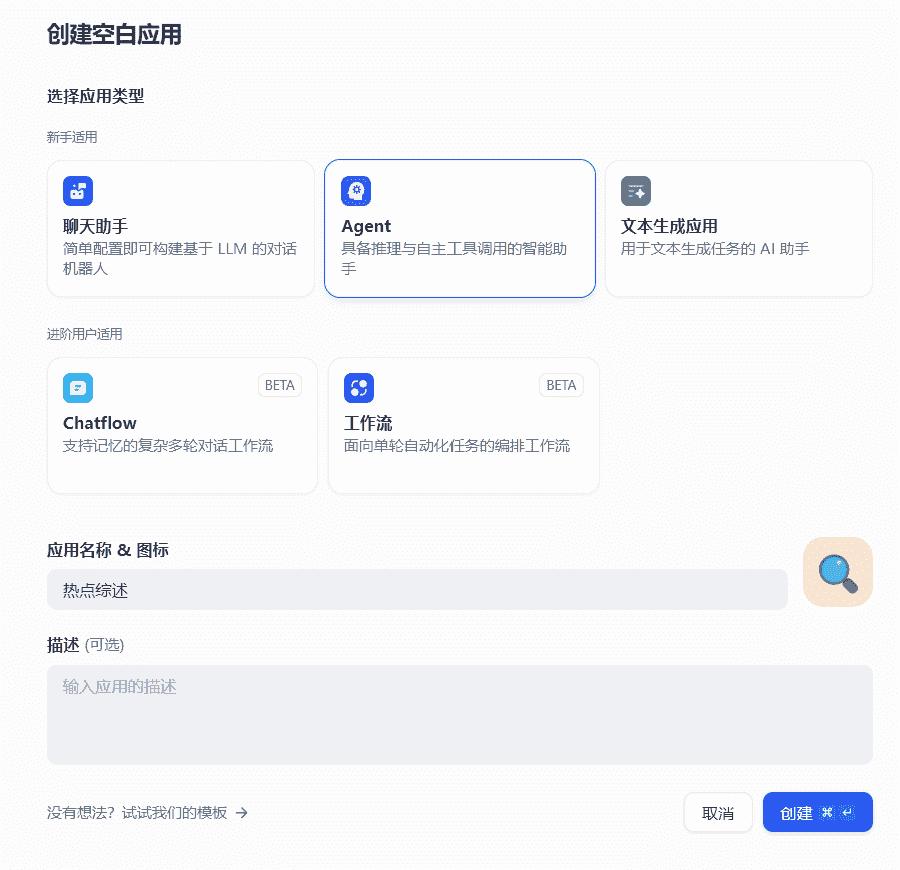 创建空白应用
选择应用类型
新手适用
聊天助手
简单配置即可构建基于 LLM 的对话
机器人
Agent
具备推理与自主工具调用的智能助
手
文本生成应用
用于文本生成任务的 AI 助手
进阶用户适用
BETA
Chatflow
支持记忆的复杂多轮对话工作流
BETA
工作流
面向单轮自动化任务的编排工作流
应用名称 & 图标
热点综述
描述 (可选)
输入应用的描述
没有想法？试试我们的模板 →
取消
创建 ⌘ ↵